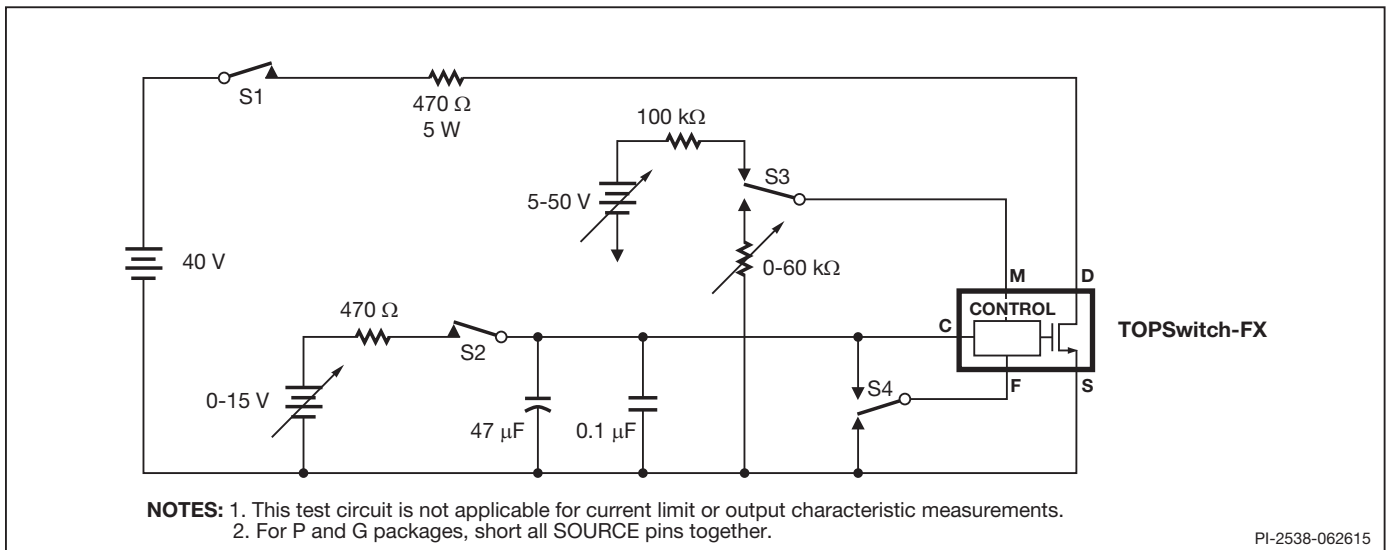 S1
470 Ω
5 W
100 kΩ
S3
5-50 V
40 V
0-60 kΩ
M
D
470 Ω
CONTROL
C
TOPSwitch-FX
S2
S4
F
S
0-15 V
47 μF
0.1 μF
NOTES: 1. This test circuit is not applicable for current limit or output characteristic measurements.
2. For P and G packages, short all SOURCE pins together.
PI-2538-062615